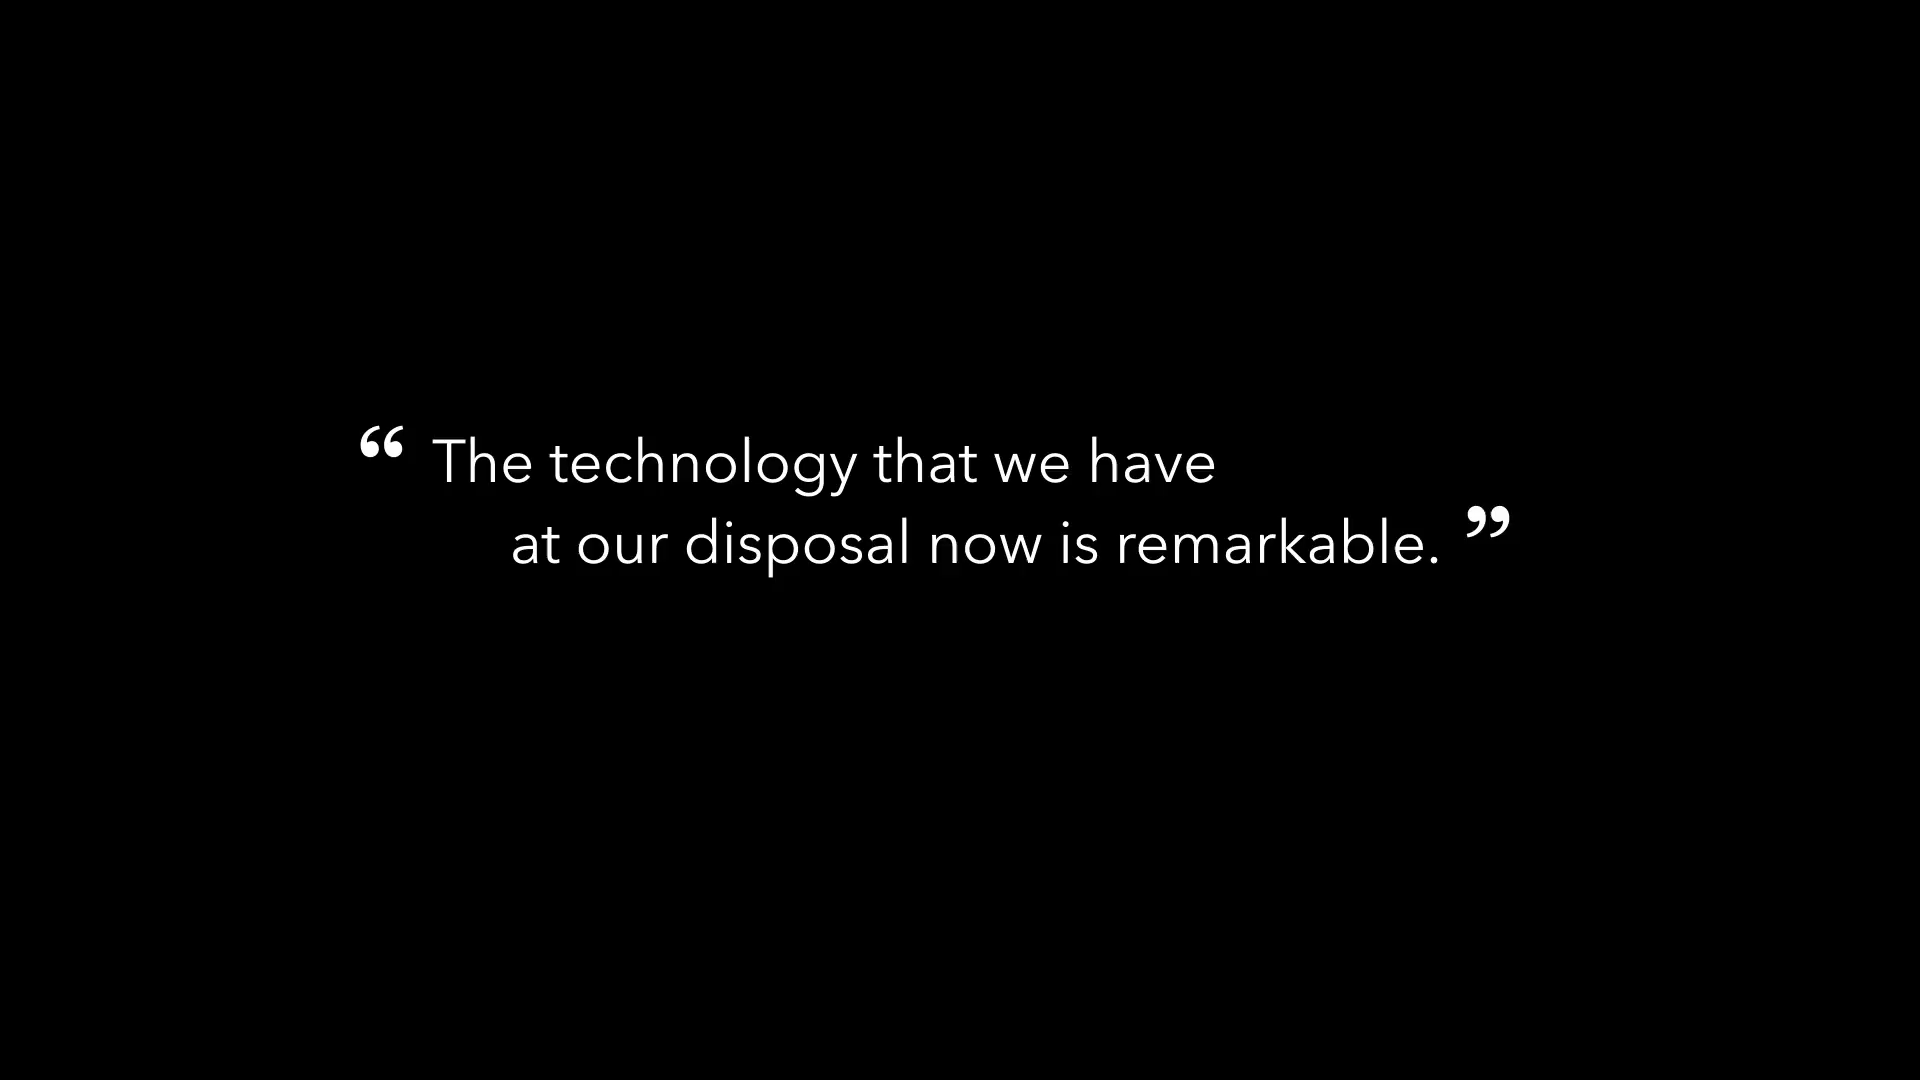 “ The technology that we have
at our disposal now is remarkable. ”